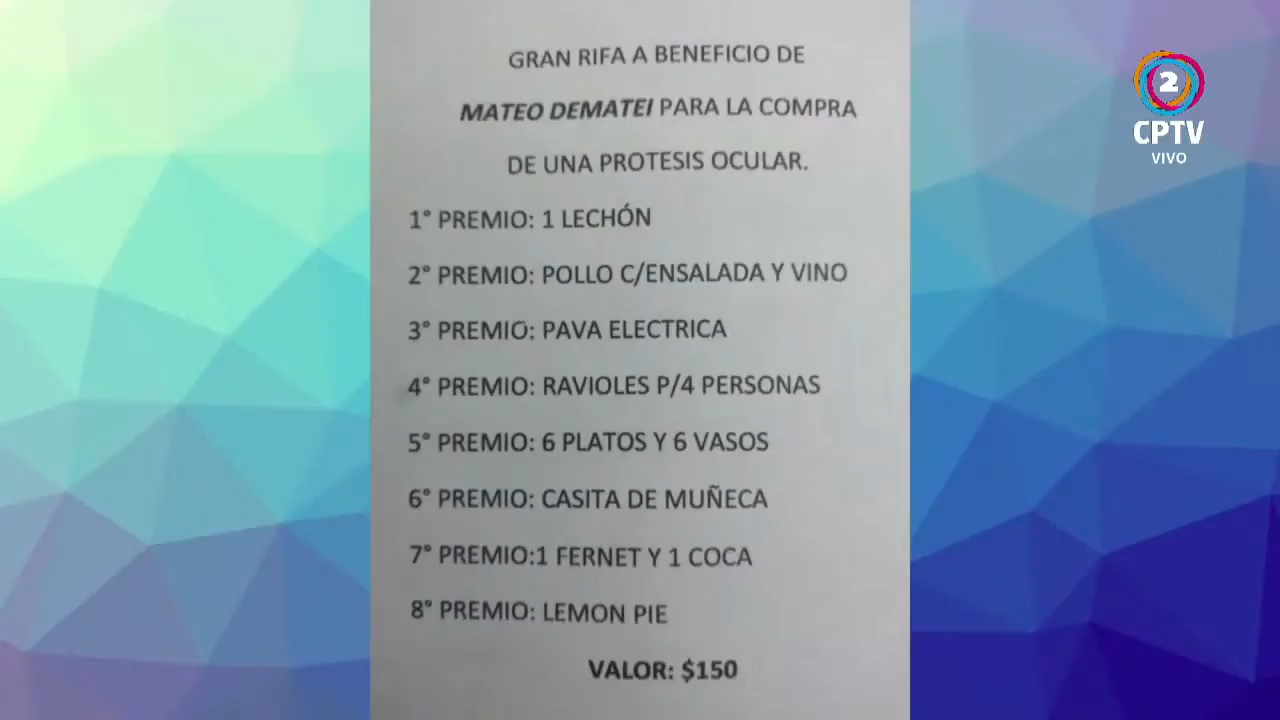 GRAN RIFA A BENEFICIO DE
MATEO DEMATEI PARA LA COMPRA
DE UNA PROTESIS OCULAR.
1° PREMIO: 1 LECHÓN
2° PREMIO: POLLO C/ENSALADA Y VINO
3° PREMIO: PAVA ELECTRICA
4° PREMIO: RAVIOLES P/4 PERSONAS
5° PREMIO: 6 PLATOS Y 6 VASOS
6° PREMIO: CASITA DE MUÑECA
7° PREMIO:1 FERNET Y 1 COCA
8° PREMIO: LEMON PIE
VALOR: $150
2
CPTV
VIVO